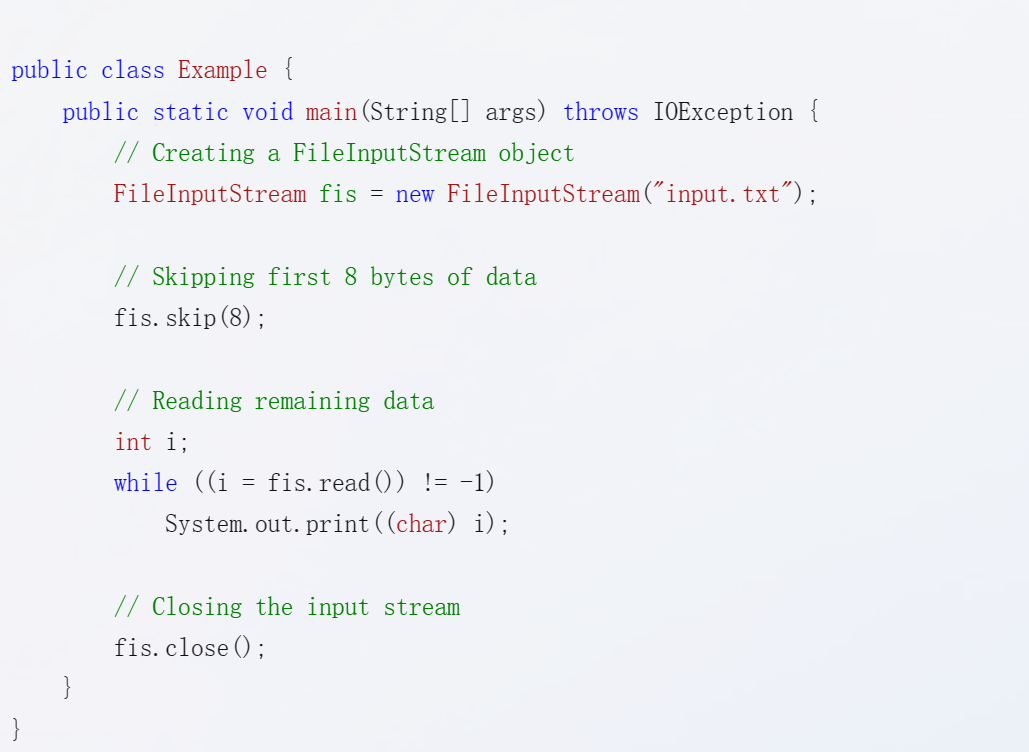 public class Example {
    public static void main(String[] args) throws IOException {
        // Creating a FileInputStream object
        FileInputStream fis = new FileInputStream("input.txt");

        // Skipping first 8 bytes of data
        fis.skip(8);

        // Reading remaining data
        int i;
        while ((i = fis.read()) != -1)
            System.out.print((char) i);

        // Closing the input stream
        fis.close();
    }
}